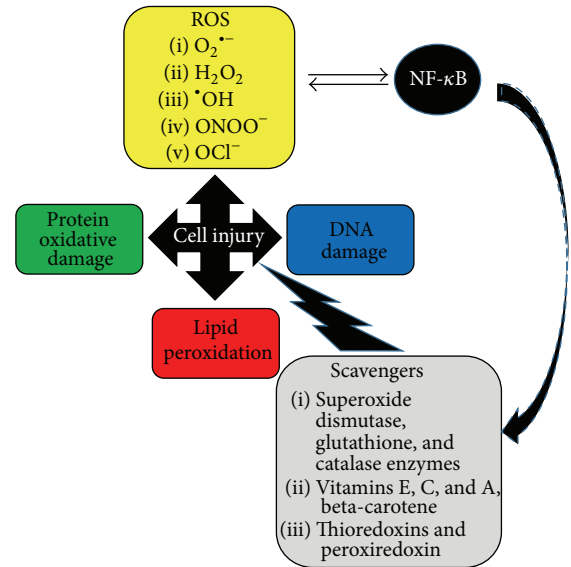 ROS
(i) O₂•⁻
(ii) H₂O₂
(iii) •OH
(iv) ONOO⁻
(v) OCl⁻
NF-κB
Protein
oxidative
damage
Cell injury
DNA
damage
Lipid
peroxidation
Scavengers
(i) Superoxide
dismutase,
glutathione, and
catalase enzymes
(ii) Vitamins E, C, and A,
beta-carotene
(iii) Thioredoxins and
peroxiredoxin